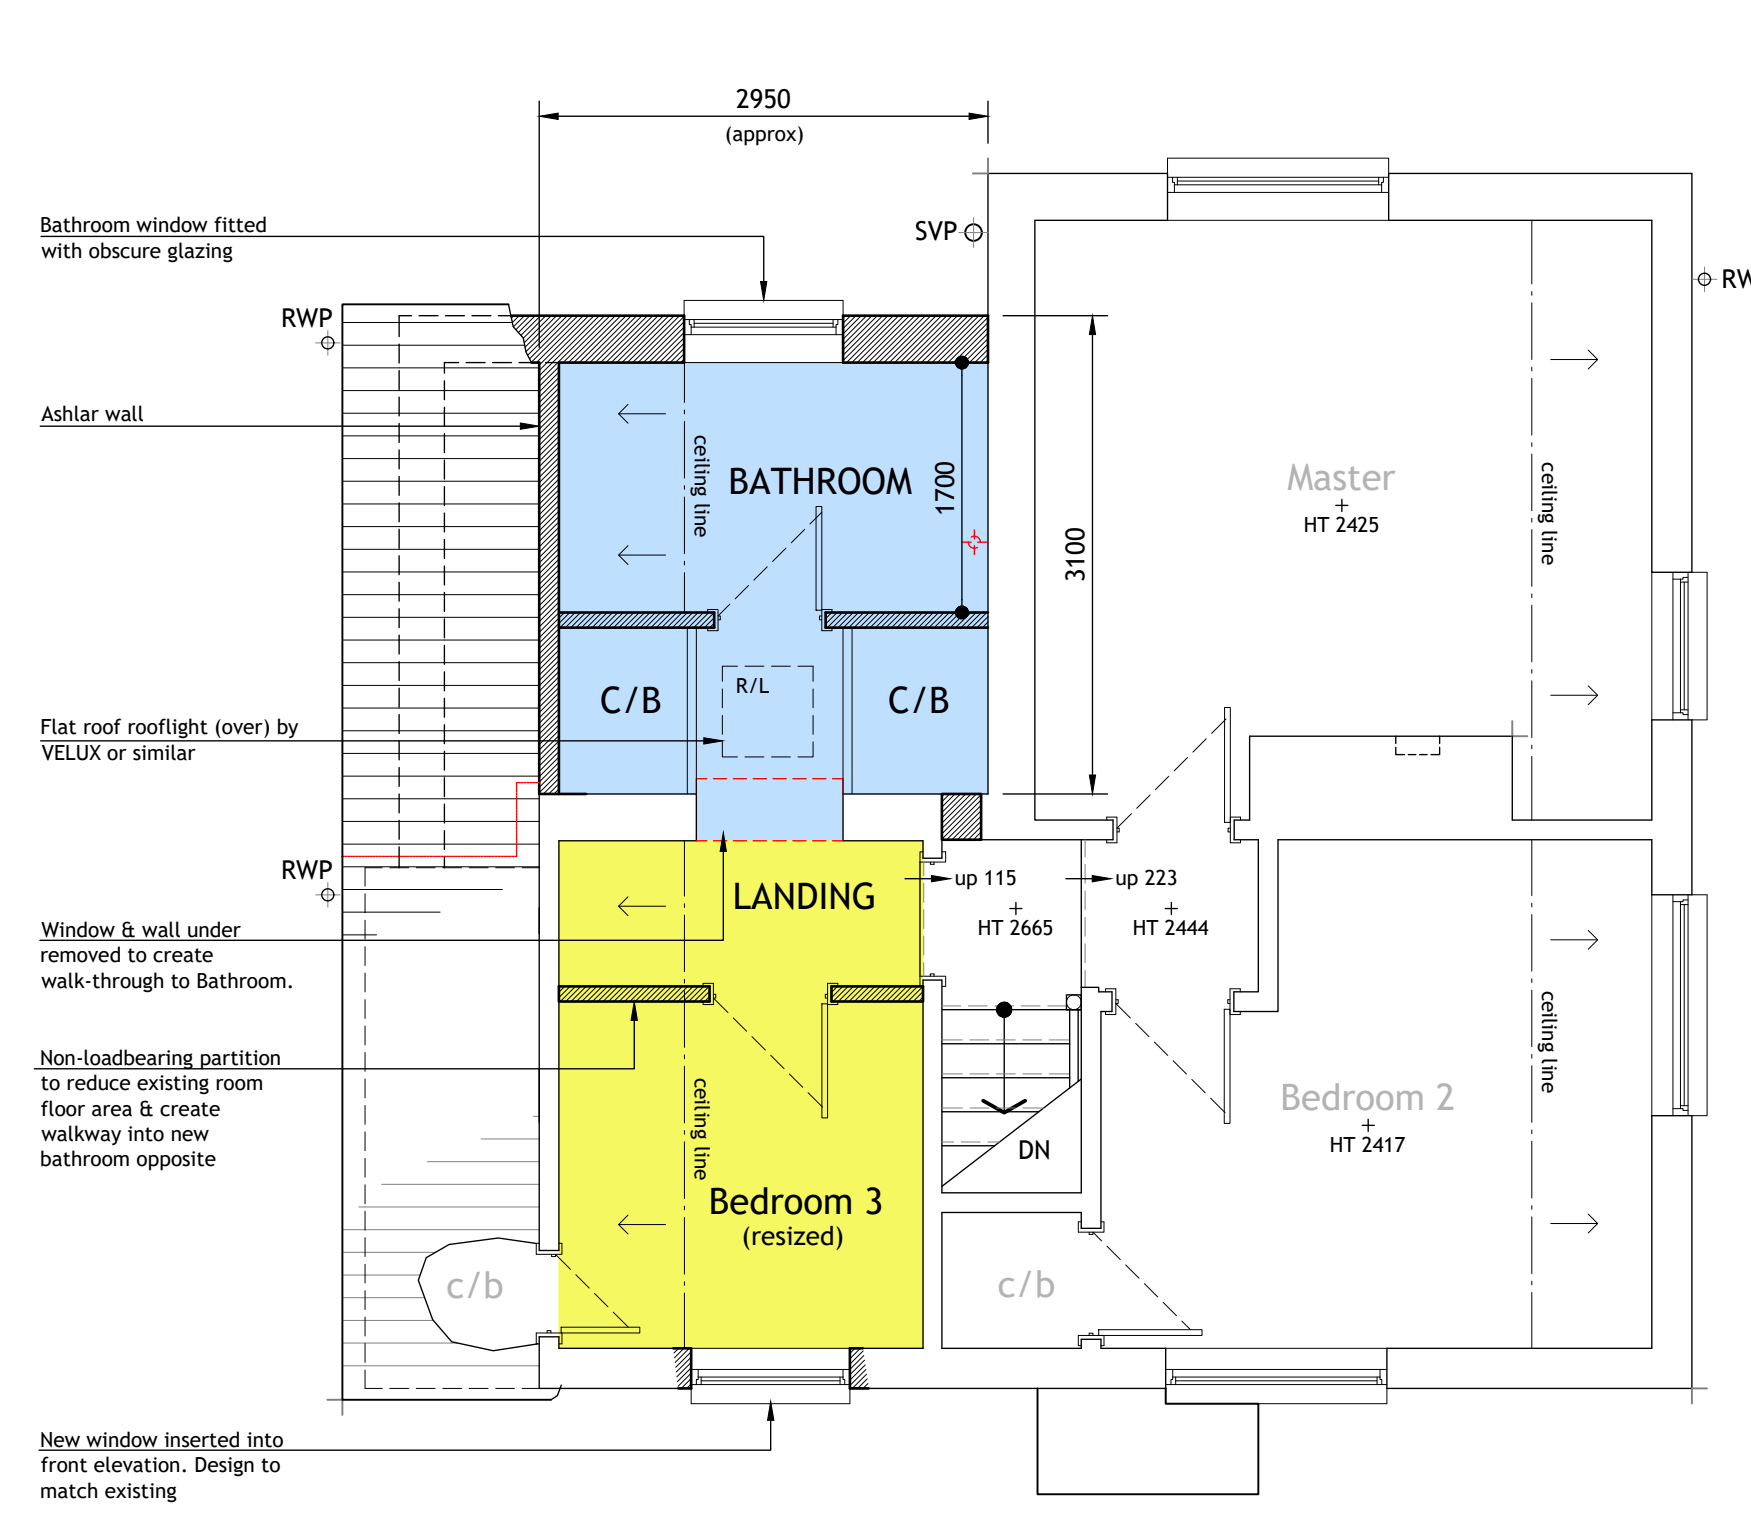 2950
(approx)
Bathroom window fitted
with obscure glazing
SVP
RWP
RW
Ashlar wall
ceiling line
BATHROOM
1700
3100
Master
HT 2425
ceiling line
C/B
R/L
C/B
Flat roof rooflight (over) by
VELUX or similar
RWP
LANDING
up 115
HT 2665
up 223
HT 2444
Window & wall under
removed to create
walk-through to Bathroom.
Non-loadbearing partition
to reduce existing room
floor area & create
walkway into new
bathroom opposite
ceiling line
DN
Bedroom 2
HT 2417
ceiling line
Bedroom 3
(resized)
c/b
c/b
New window inserted into
front elevation. Design to
match existing